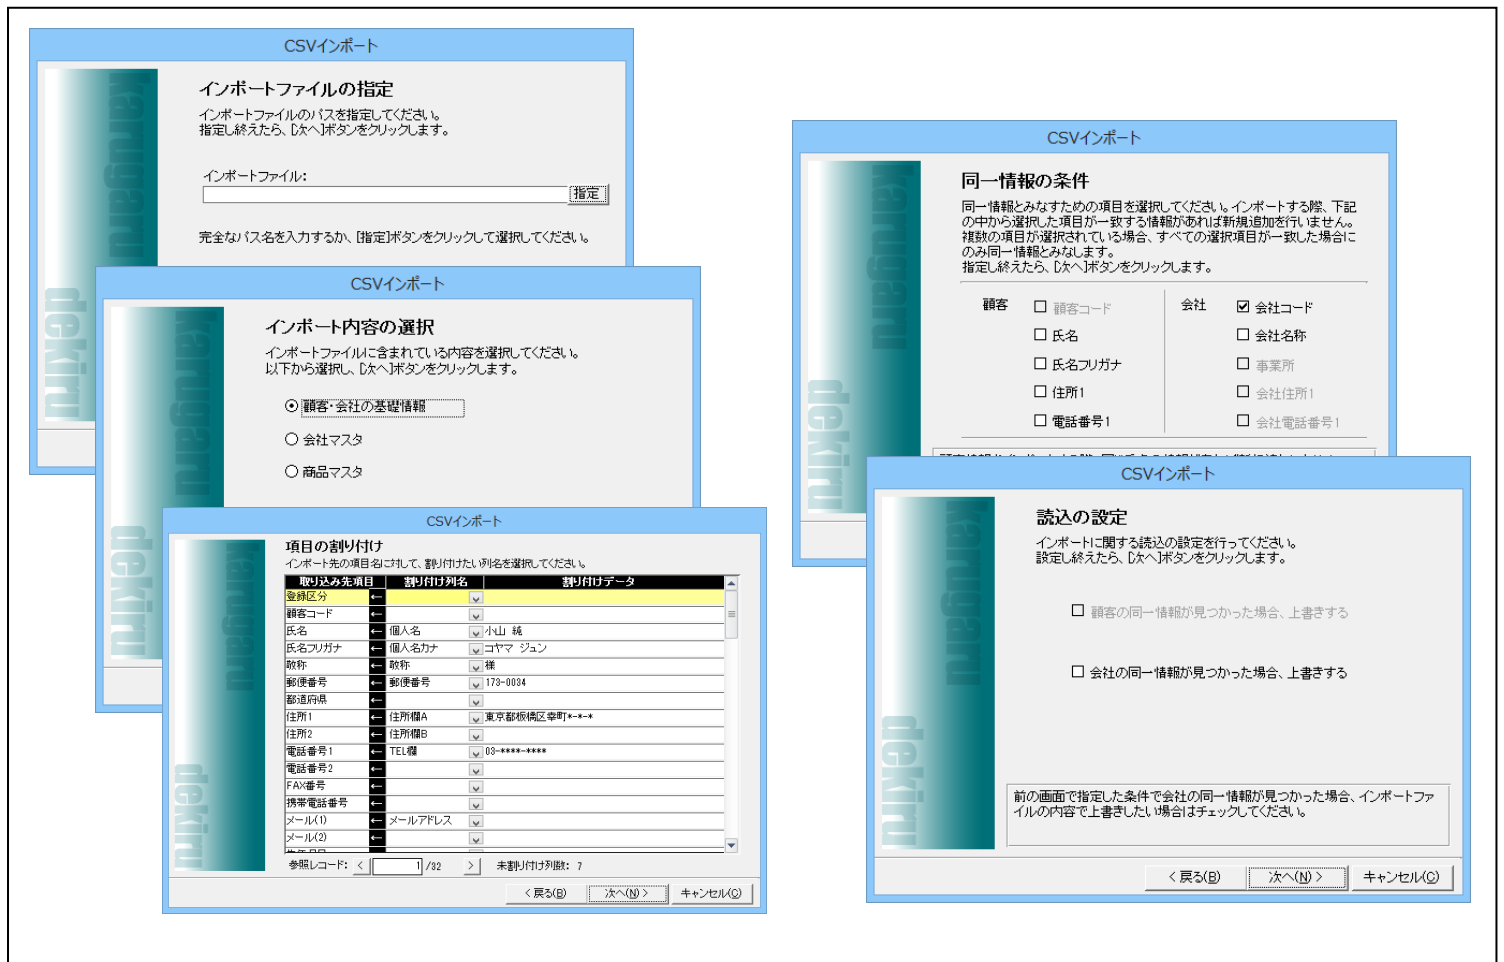 CSVインポート
karugaru
dekiru
インポートファイルの指定
インポートファイルのパスを指定してください。
指定し終えたら、[次へ]ボタンをクリックします。
インポートファイル:
指定
完全なパス名を入力するか、[指定]ボタンをクリックして選択してください。
CSVインポート
karugaru
dekiru
インポート内容の選択
インポートファイルに含まれている内容を選択してください。
以下から選択し、[次へ]ボタンをクリックします。
顧客・会社の基礎情報
会社マスタ
商品マスタ
CSVインポート
karugaru
dekiru
項目の割り付け
インポート先の項目名に対して、割り付けたい列名を選択してください。
取り込み先項目 割り付け列名 割り付けデータ
登録区分 ←
顧客コード ←
氏名 ← 個人名 小山 純
氏名フリガナ ← 個人名カナ コヤマ ジュン
敬称 ← 敬称 様
郵便番号 ← 郵便番号 173-0034
都道府県 ←
住所1 ← 住所欄A 東京都板橋区幸町*-*-*
住所2 ← 住所欄B
電話番号1 ← TEL欄 03-****-****
電話番号2 ←
FAX番号 ←
携帯電話番号 ←
メール(1) ← メールアドレス
メール(2) ←
参照レコード: < 1 /32 > 未割り付け列数: 7
< 戻る(B) 次へ(N) > キャンセル(C)
CSVインポート
karugaru
dekiru
同一情報の条件
同一情報とみなすための項目を選択してください。インポートする際、下記
の中から選択した項目が一致する情報があれば新規追加を行いません。
複数の項目が選択されている場合、すべての選択項目が一致した場合に
のみ同一情報とみなします。
指定し終えたら、[次へ]ボタンをクリックします。
顧客 顧客コード 会社 会社コード
氏名 会社名称
氏名フリガナ 事業所
住所1 会社住所1
電話番号1 会社電話番号1
CSVインポート
karugaru
dekiru
読込の設定
インポートに関する読込の設定を行ってください。
設定し終えたら、[次へ]ボタンをクリックします。
顧客の同一情報が見つかった場合、上書きする
会社の同一情報が見つかった場合、上書きする
前の画面で指定した条件で会社の同一情報が見つかった場合、インポートファ
イルの内容で上書きしたい場合はチェックしてください。
< 戻る(B) 次へ(N) > キャンセル(C)